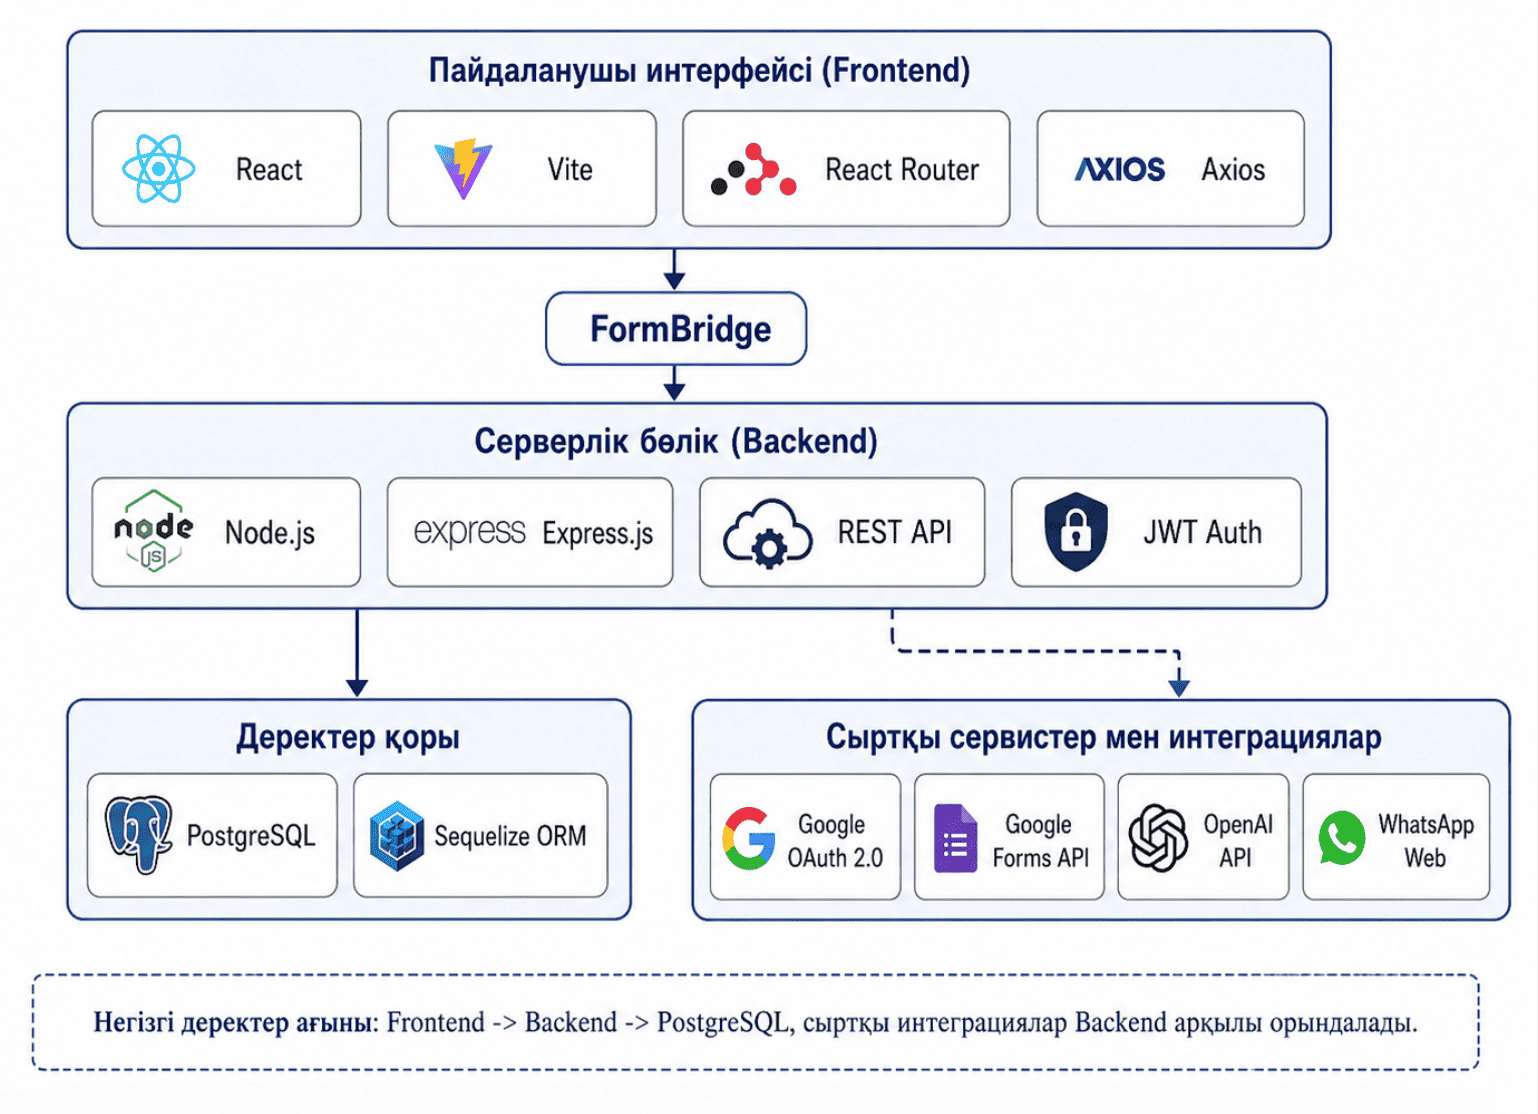 Пайдаланушы интерфейсі (Frontend)
React
Vite
React Router
AXIOS Axios
FormBridge
Серверлік бөлік (Backend)
node JS Node.js
express Express.js
REST API
JWT Auth
Деректер қоры
PostgreSQL
Sequelize ORM
Сыртқы сервистер мен интеграциялар
Google
OAuth 2.0
Google
Forms API
OpenAI
API
WhatsApp
Web
Негізгі деректер ағыны: Frontend -> Backend -> PostgreSQL, сыртқы интеграциялар Backend арқылы орындалады.